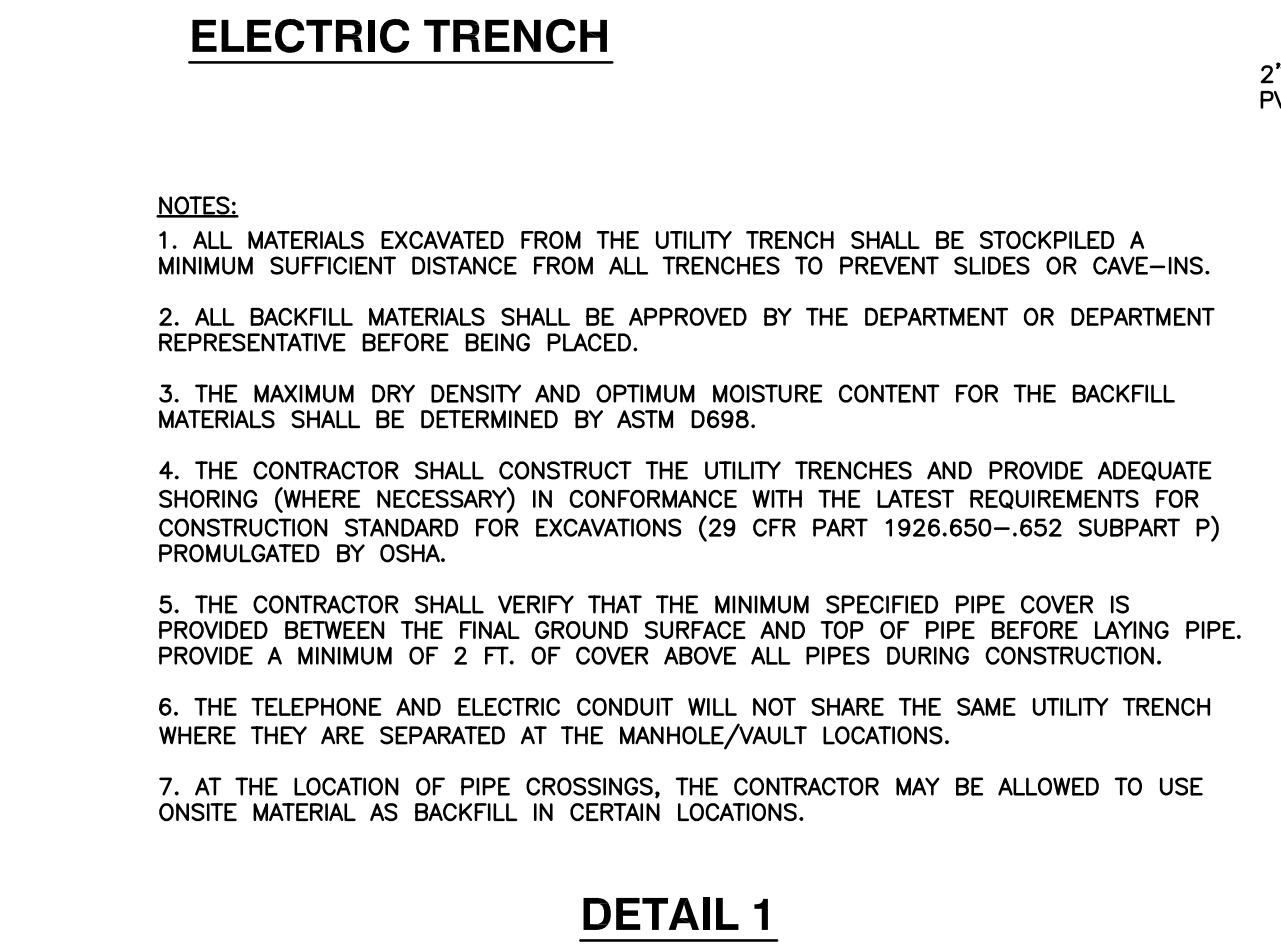 ELECTRIC TRENCH
2"
NOTES:
1. ALL MATERIALS EXCAVATED FROM THE UTILITY TRENCH SHALL BE STOCKPILED A
MINIMUM SUFFICIENT DISTANCE FROM ALL TRENCHES TO PREVENT SLIDES OR CAVE–INS.
2. ALL BACKFILL MATERIALS SHALL BE APPROVED BY THE DEPARTMENT OR DEPARTMENT
REPRESENTATIVE BEFORE BEING PLACED.
3. THE MAXIMUM DRY DENSITY AND OPTIMUM MOISTURE CONTENT FOR THE BACKFILL
MATERIALS SHALL BE DETERMINED BY ASTM D698.
4. THE CONTRACTOR SHALL CONSTRUCT THE UTILITY TRENCHES AND PROVIDE ADEQUATE
SHORING (WHERE NECESSARY) IN CONFORMANCE WITH THE LATEST REQUIREMENTS FOR
CONSTRUCTION STANDARD FOR EXCAVATIONS (29 CFR PART 1926.650–.652 SUBPART P)
PROMULGATED BY OSHA.
5. THE CONTRACTOR SHALL VERIFY THAT THE MINIMUM SPECIFIED PIPE COVER IS
PROVIDED BETWEEN THE FINAL GROUND SURFACE AND TOP OF PIPE BEFORE LAYING PIPE.
PROVIDE A MINIMUM OF 2 FT. OF COVER ABOVE ALL PIPES DURING CONSTRUCTION.
6. THE TELEPHONE AND ELECTRIC CONDUIT WILL NOT SHARE THE SAME UTILITY TRENCH
WHERE THEY ARE SEPARATED AT THE MANHOLE/VAULT LOCATIONS.
7. AT THE LOCATION OF PIPE CROSSINGS, THE CONTRACTOR MAY BE ALLOWED TO USE
ONSITE MATERIAL AS BACKFILL IN CERTAIN LOCATIONS.
DETAIL 1